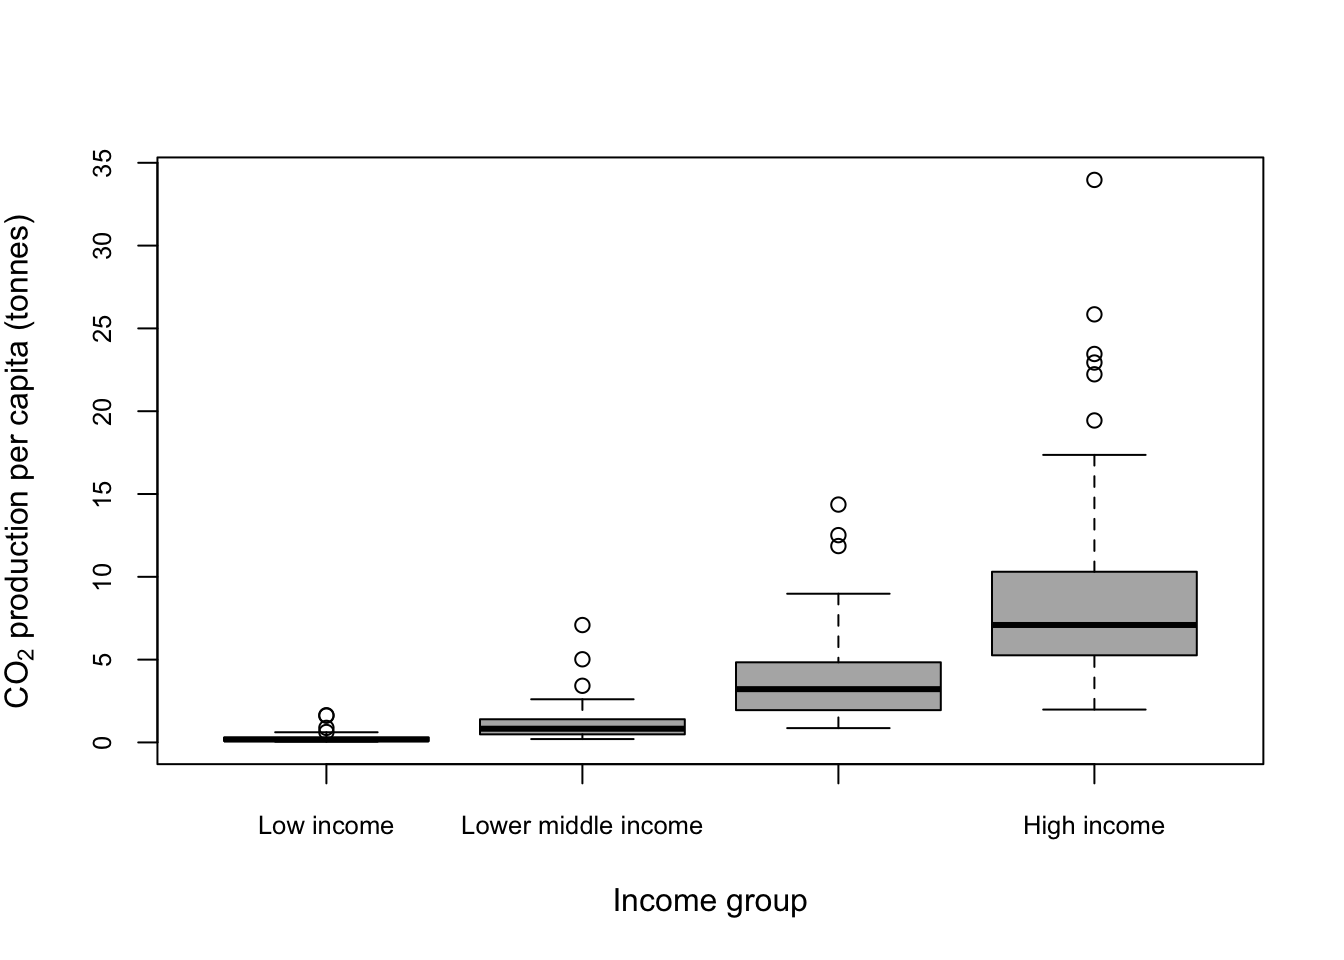 35
30
25
20
15
10
5
0
CO₂ production per capita (tonnes)
Low income
Lower middle income
High income
Income group